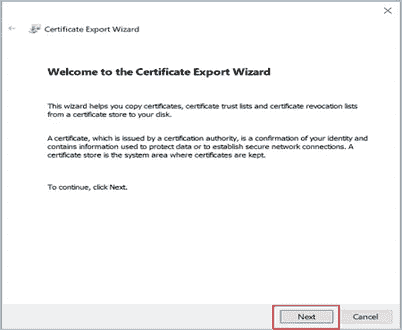 Certificate Export Wizard
Welcome to the Certificate Export Wizard
This wizard helps you copy certificates, certificate trust lists and certificate revocation lists
from a certificate store to your disk.
A certificate, which is issued by a certification authority, is a confirmation of your identity and
contains information used to protect data or to establish secure network connections. A
certificate store is the system area where certificates are kept.
To continue, click Next.
Next
Cancel